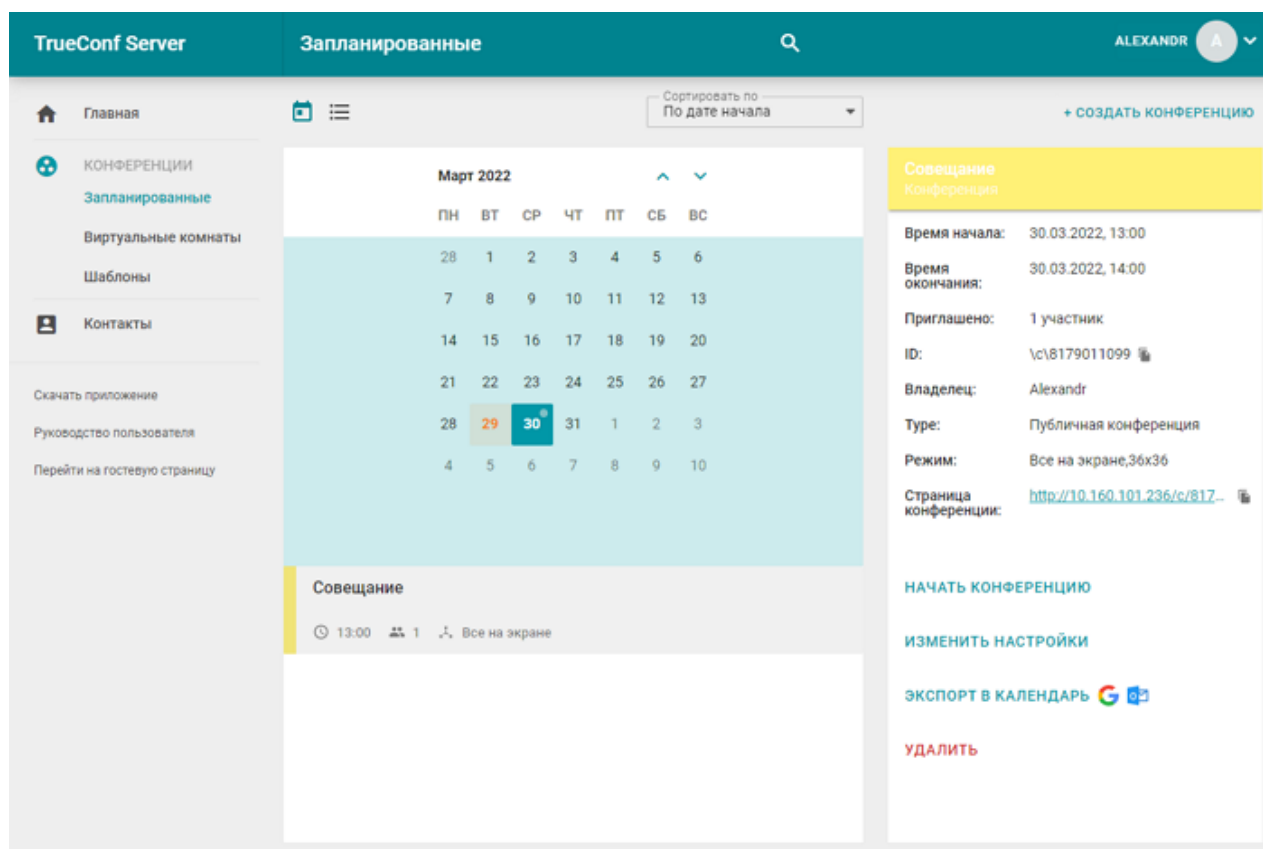 TrueConf Server
Запланированные
ALEXANDR
A
Главная
КОНФЕРЕНЦИИ
Запланированные
Виртуальные комнаты
Шаблоны
Контакты
Скачать приложение
Руководство пользователя
Перейти на гостевую страницу
Сортировать по
По дате начала
+ СОЗДАТЬ КОНФЕРЕНЦИЮ
Март 2022
ПН ВТ СР ЧТ ПТ СБ ВС
28 1 2 3 4 5 6
7 8 9 10 11 12 13
14 15 16 17 18 19 20
21 22 23 24 25 26 27
28 29 30 31 1 2 3
4 5 6 7 8 9 10
Совещание
13:00 1 Все на экране
Совещание
Конференция
Время начала: 30.03.2022, 13:00
Время
окончания: 30.03.2022, 14:00
Приглашено: 1 участник
ID: \c\8179011099
Владелец: Alexandr
Type: Публичная конференция
Режим: Все на экране,36x36
Страница
конференции: http://10.160.101.236/c/817...
НАЧАТЬ КОНФЕРЕНЦИЮ
ИЗМЕНИТЬ НАСТРОЙКИ
ЭКСПОРТ В КАЛЕНДАРЬ
УДАЛИТЬ